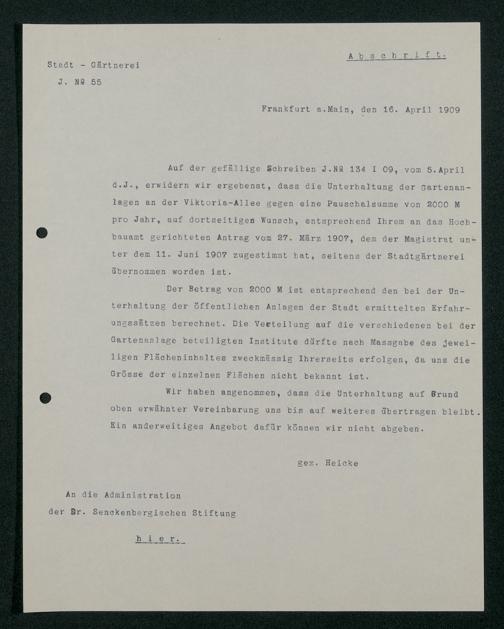 Abschrift.
Stadt - Gärtnerei
J. Nº 55
Frankfurt a.Main, den 16. April 1909
Auf der gefällige Schreiben J.Nº 134 I 09, vom 5.April
d.J., erwidern wir ergebenst, dass die Unterhaltung der Gartenan-
lagen an der Viktoria-Allee gegen eine Pauschalsumme von 2000 M
pro Jahr, auf dortseitigen Wunsch, entsprechend Ihrem an das Hoch-
bauamt gerichteten Antrag vom 27. März 1907, dem der Magistrat un-
ter dem 11. Juni 1907 zugestimmt hat, seitens der Stadtgärtnerei
übernommen worden ist.
Der Betrag von 2000 M ist entsprechend den bei der Un-
terhaltung der öffentlichen Anlagen der Stadt ermittelten Erfahr-
ungssätzen berechnet. Die Verteilung auf die verschiedenen bei der
Gartenanlage beteiligten Institute dürfte nach Massgabe des jewei-
ligen Flächeninhaltes zweckmässig Ihrerseits erfolgen, da uns die
Grösse der einzelnen Flächen nicht bekannt ist.
Wir haben angenommen, dass die Unterhaltung auf Grund
oben erwähnter Vereinbarung uns bis auf weiteres übertragen bleibt.
Ein anderweitiges Angebot dafür können wir nicht abgeben.
gez. Heicke
An die Administration
der Dr. Senckenbergischen Stiftung
hier.